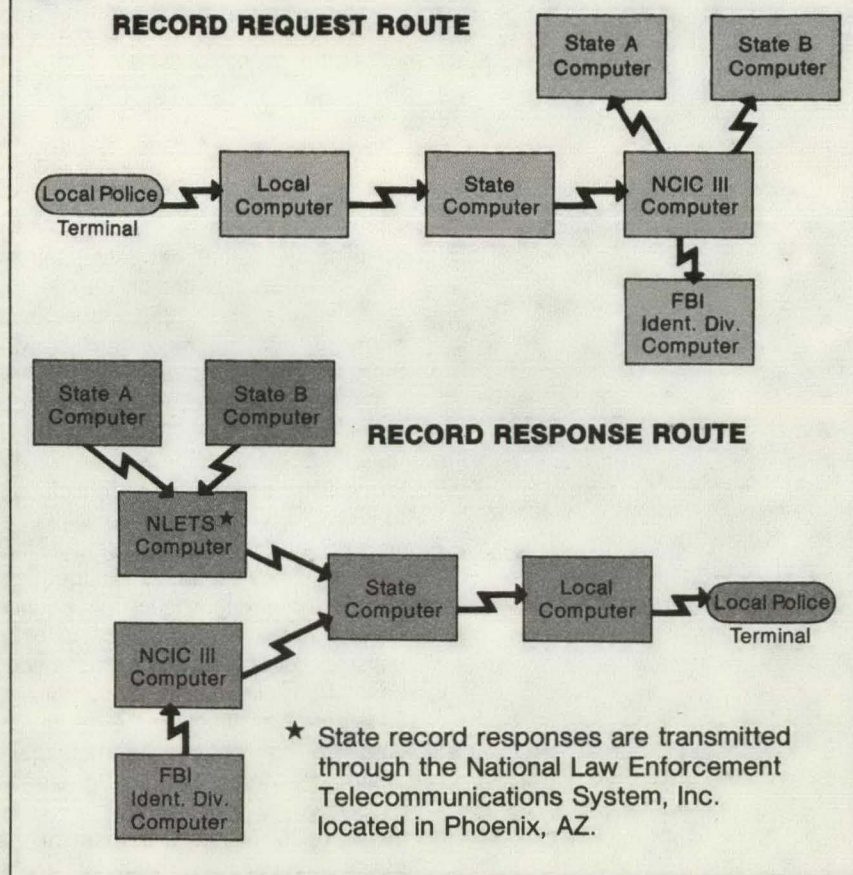 RECORD REQUEST ROUTE
State A
Computer
State B
Computer
Local Police
Terminal
Local
Computer
State
Computer
NCIC III
Computer
FBI
Ident. Div.
Computer
State A
Computer
State B
Computer
RECORD RESPONSE ROUTE
NLETS★
Computer
State
Computer
Local
Computer
Local Police
Terminal
NCIC III
Computer
FBI
Ident. Div.
Computer
★ State record responses are transmitted
through the National Law Enforcement
Telecommunications System, Inc.
located in Phoenix, AZ.